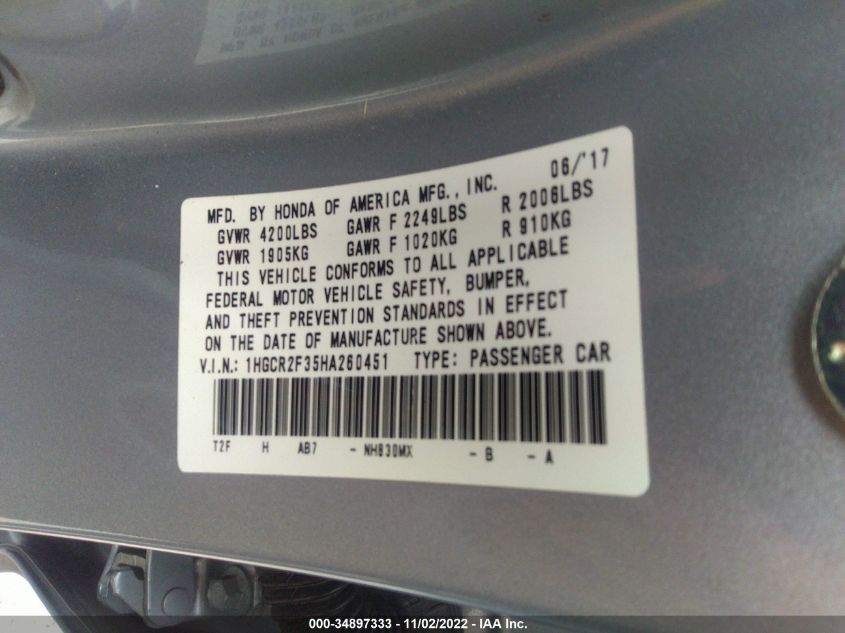 MFD. BY HONDA OF AMERICA MFG., INC. 06/'17
GVWR 4200LBS GAWR F 2249LBS R 2006LBS
GVWR 1905KG GAWR F 1020KG R 910KG
THIS VEHICLE CONFORMS TO ALL APPLICABLE
FEDERAL MOTOR VEHICLE SAFETY, BUMPER,
AND THEFT PREVENTION STANDARDS IN EFFECT
ON THE DATE OF MANUFACTURE SHOWN ABOVE.
V.I.N.: 1HGCR2F35HA260451 TYPE: PASSENGER CAR
T2F H AB7 - NH830MX - B - A
000-34897333 - 11/02/2022 - IAA Inc.